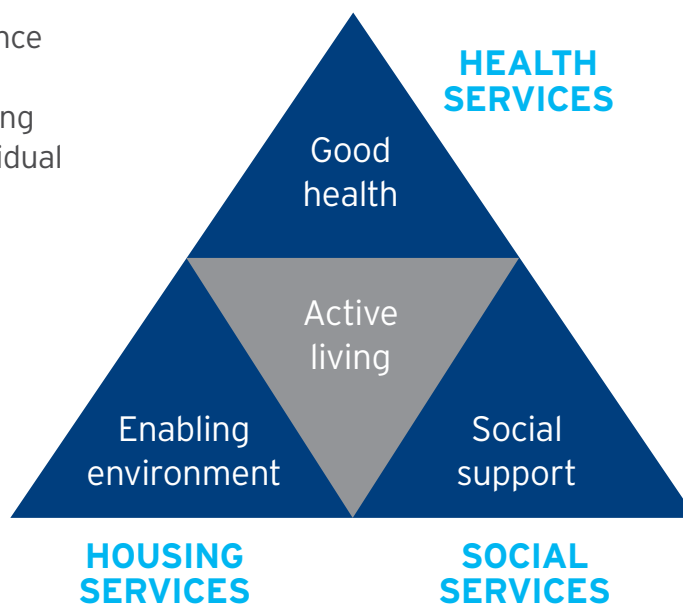 HEALTH
SERVICES
Good
health
Active
living
Enabling
environment
Social
support
HOUSING
SERVICES
SOCIAL
SERVICES